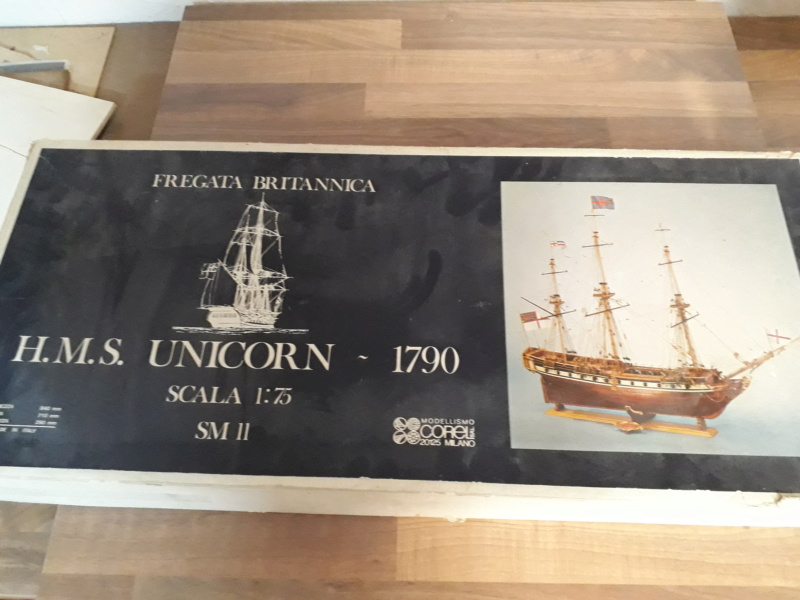 FREGATA BRITANNICA
H.M.S. UNICORN ~ 1790
SCALA 1:75
SM 11
MODELLISMO
COREL
20125 MILANO